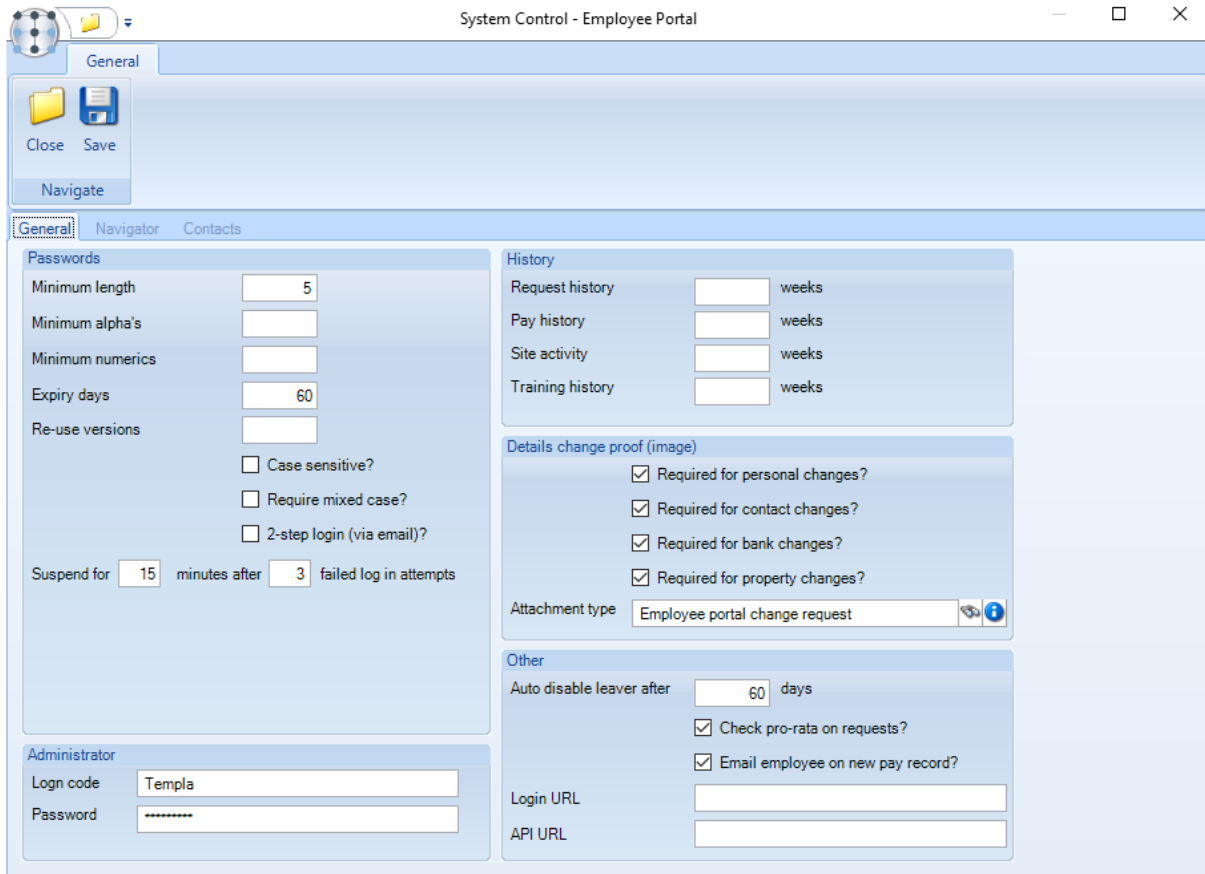 System Control - Employee Portal
General
Close Save
Navigate
General Navigator Contacts
Passwords
Minimum length 5
Minimum alpha's
Minimum numerics
Expiry days 60
Re-use versions
Case sensitive?
Require mixed case?
2-step login (via email)?
Suspend for 15 minutes after 3 failed log in attempts
Administrator
Logn code Templa
Password *********
History
Request history weeks
Pay history weeks
Site activity weeks
Training history weeks
Details change proof (image)
Required for personal changes?
Required for contact changes?
Required for bank changes?
Required for property changes?
Attachment type Employee portal change request
Other
Auto disable leaver after 60 days
Check pro-rata on requests?
Email employee on new pay record?
Login URL
API URL